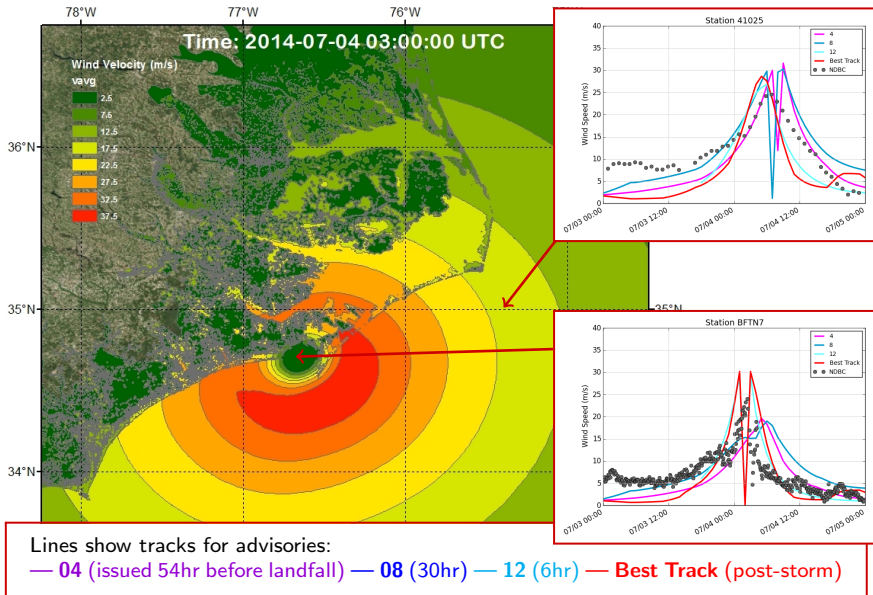 78°W 77°W 76°W
Time: 2014-07-04 03:00:00 UTC
Wind Velocity (m/s)
vavg
2.5
7.5
12.5
17.5
22.5
27.5
32.5
37.5
36°N
35°N
34°N
35°N
Station 41025
Wind Speed (m/s)
40
35
30
25
20
15
10
5
0
4
8
12
Best Track
NDBC
07/03 00:00 07/03 12:00 07/04 00:00 07/04 12:00 07/05 00:00
Station BFTN7
Wind Speed (m/s)
40
35
30
25
20
15
10
5
0
4
8
12
Best Track
NDBC
07/03 00:00 07/03 12:00 07/04 00:00 07/04 12:00 07/05 00:00
Lines show tracks for advisories:
— 04 (issued 54hr before landfall) — 08 (30hr) — 12 (6hr) — Best Track (post-storm)